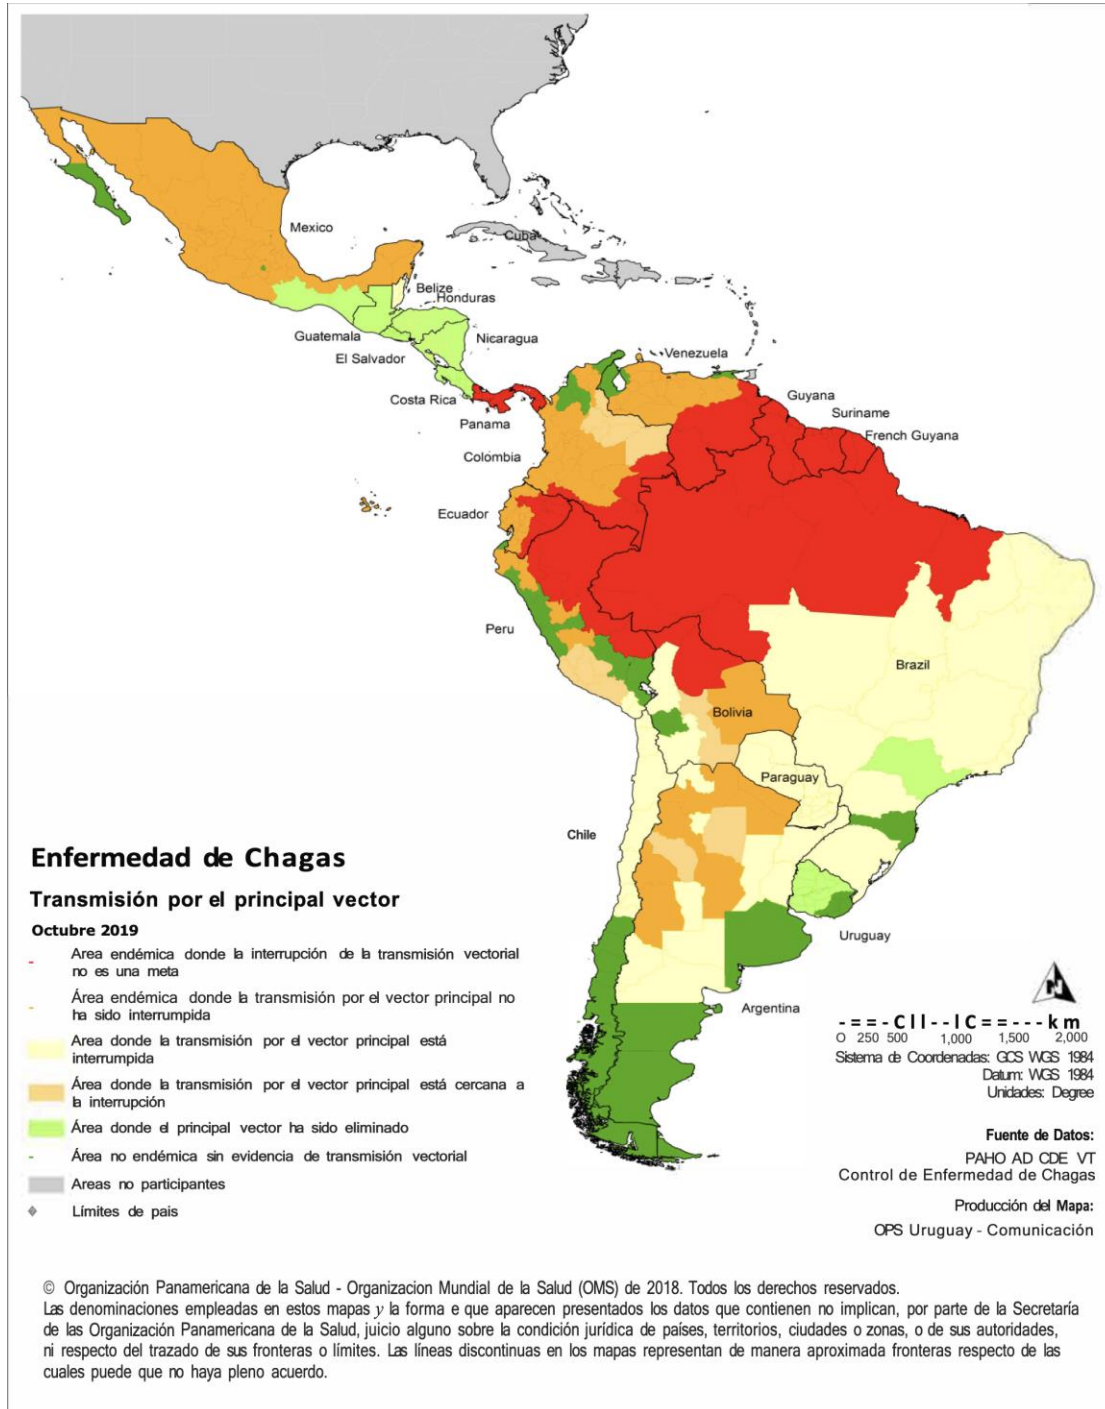 Mexico
Cuba
Belize
Honduras
Guatemala
Nicaragua
El Salvador
Venezuela
Costa Rica
Guyana
Panama
Suriname
French Guyana
Colombia
Ecuador
Peru
Brazil
Bolivia
Paraguay
Chile
Uruguay
Argentina
Enfermedad de Chagas
Transmisión por el principal vector
Octubre 2019
Area endémica donde la interrupción de la transmisión vectorial
no es una meta
Área endémica donde la transmisión por el vector principal no
ha sido interrumpida
Area donde la transmisión por el vector principal está
interrumpida
Área donde la transmisión por el vector principal está cercana a
la interrupción
Área donde el principal vector ha sido eliminado
Área no endémica sin evidencia de transmisión vectorial
Areas no participantes
Límites de pais
N
- = = - C l l - - l C = = - - - k m
O 250 500 1,000 1,500 2,000
Sistema de Coordenadas: GCS WGS 1984
Datum: WGS 1984
Unidades: Degree
Fuente de Datos:
PAHO AD CDE VT
Control de Enfermedad de Chagas
Producción del Mapa:
OPS Uruguay - Comunicación
© Organización Panamericana de la Salud - Organizacion Mundial de la Salud (OMS) de 2018. Todos los derechos reservados.
Las denominaciones empleadas en estos mapas y la forma e que aparecen presentados los datos que contienen no implican, por parte de la Secretaría
de las Organización Panamericana de la Salud, juicio alguno sobre la condición jurídica de países, territorios, ciudades o zonas, o de sus autoridades,
ni respecto del trazado de sus fronteras o límites. Las líneas discontinuas en los mapas representan de manera aproximada fronteras respecto de las
cuales puede que no haya pleno acuerdo.